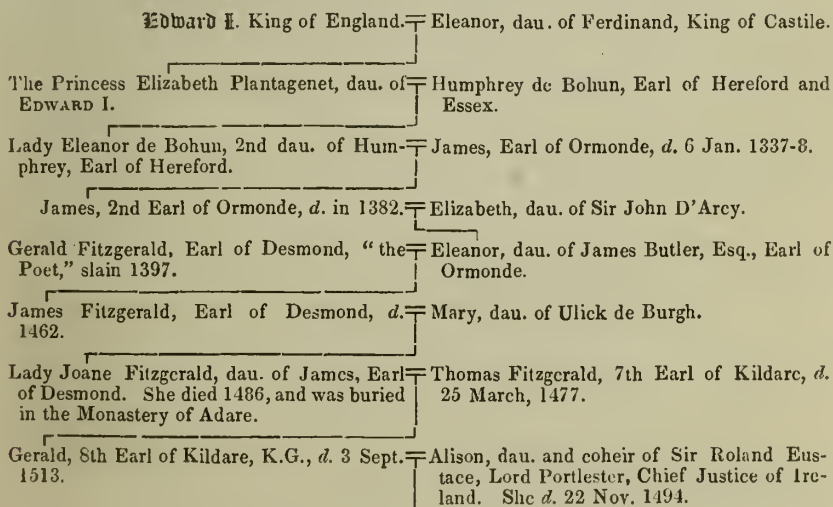 Edward I. King of England.
Eleanor, dau. of Ferdinand, King of Castile.
The Princess Elizabeth Plantagenet, dau. of
EDWARD I.
Humphrey de Bohun, Earl of Hereford and
Essex.
Lady Eleanor de Bohun, 2nd dau. of Hum-
phrey, Earl of Hereford.
James, Earl of Ormonde, d. 6 Jan. 1337-8.
James, 2nd Earl of Ormonde, d. in 1382.
Elizabeth, dau. of Sir John D'Arcy.
Gerald Fitzgerald, Earl of Desmond, "the
Poet," slain 1397.
Eleanor, dau. of James Butler, Esq., Earl of
Ormonde.
James Fitzgerald, Earl of Desmond, d.
1462.
Mary, dau. of Ulick de Burgh.
Lady Joane Fitzgerald, dau. of James, Earl
of Desmond. She died 1486, and was buried
in the Monastery of Adare.
Thomas Fitzgerald, 7th Earl of Kildare, d.
25 March, 1477.
Gerald, 8th Earl of Kildare, K.G., d. 3 Sept.
1513.
Alison, dau. and coheir of Sir Roland Eus-
tace, Lord Portlester, Chief Justice of Ire-
land. She d. 22 Nov. 1494.